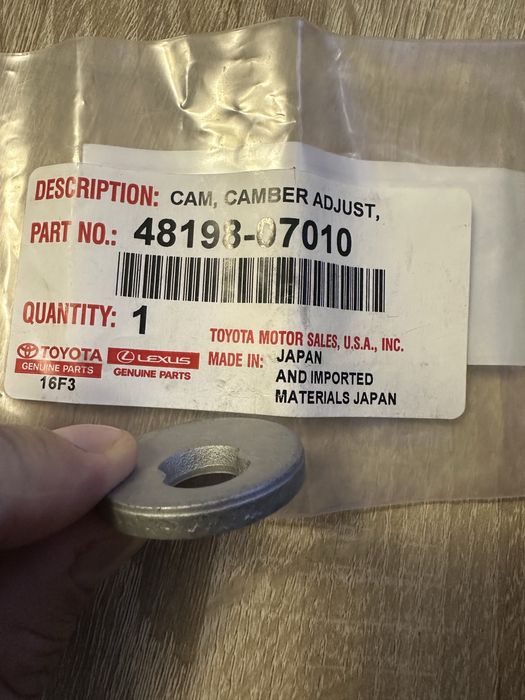 DESCRIPTION: CAM, CAMBER ADJUST,
PART NO.: 48198-07010
QUANTITY: 1
TOYOTA MOTOR SALES, U.S.A., INC.
TOYOTA
GENUINE PARTS
LEXUS
GENUINE PARTS
MADE IN: JAPAN
AND IMPORTED
MATERIALS JAPAN
16F3